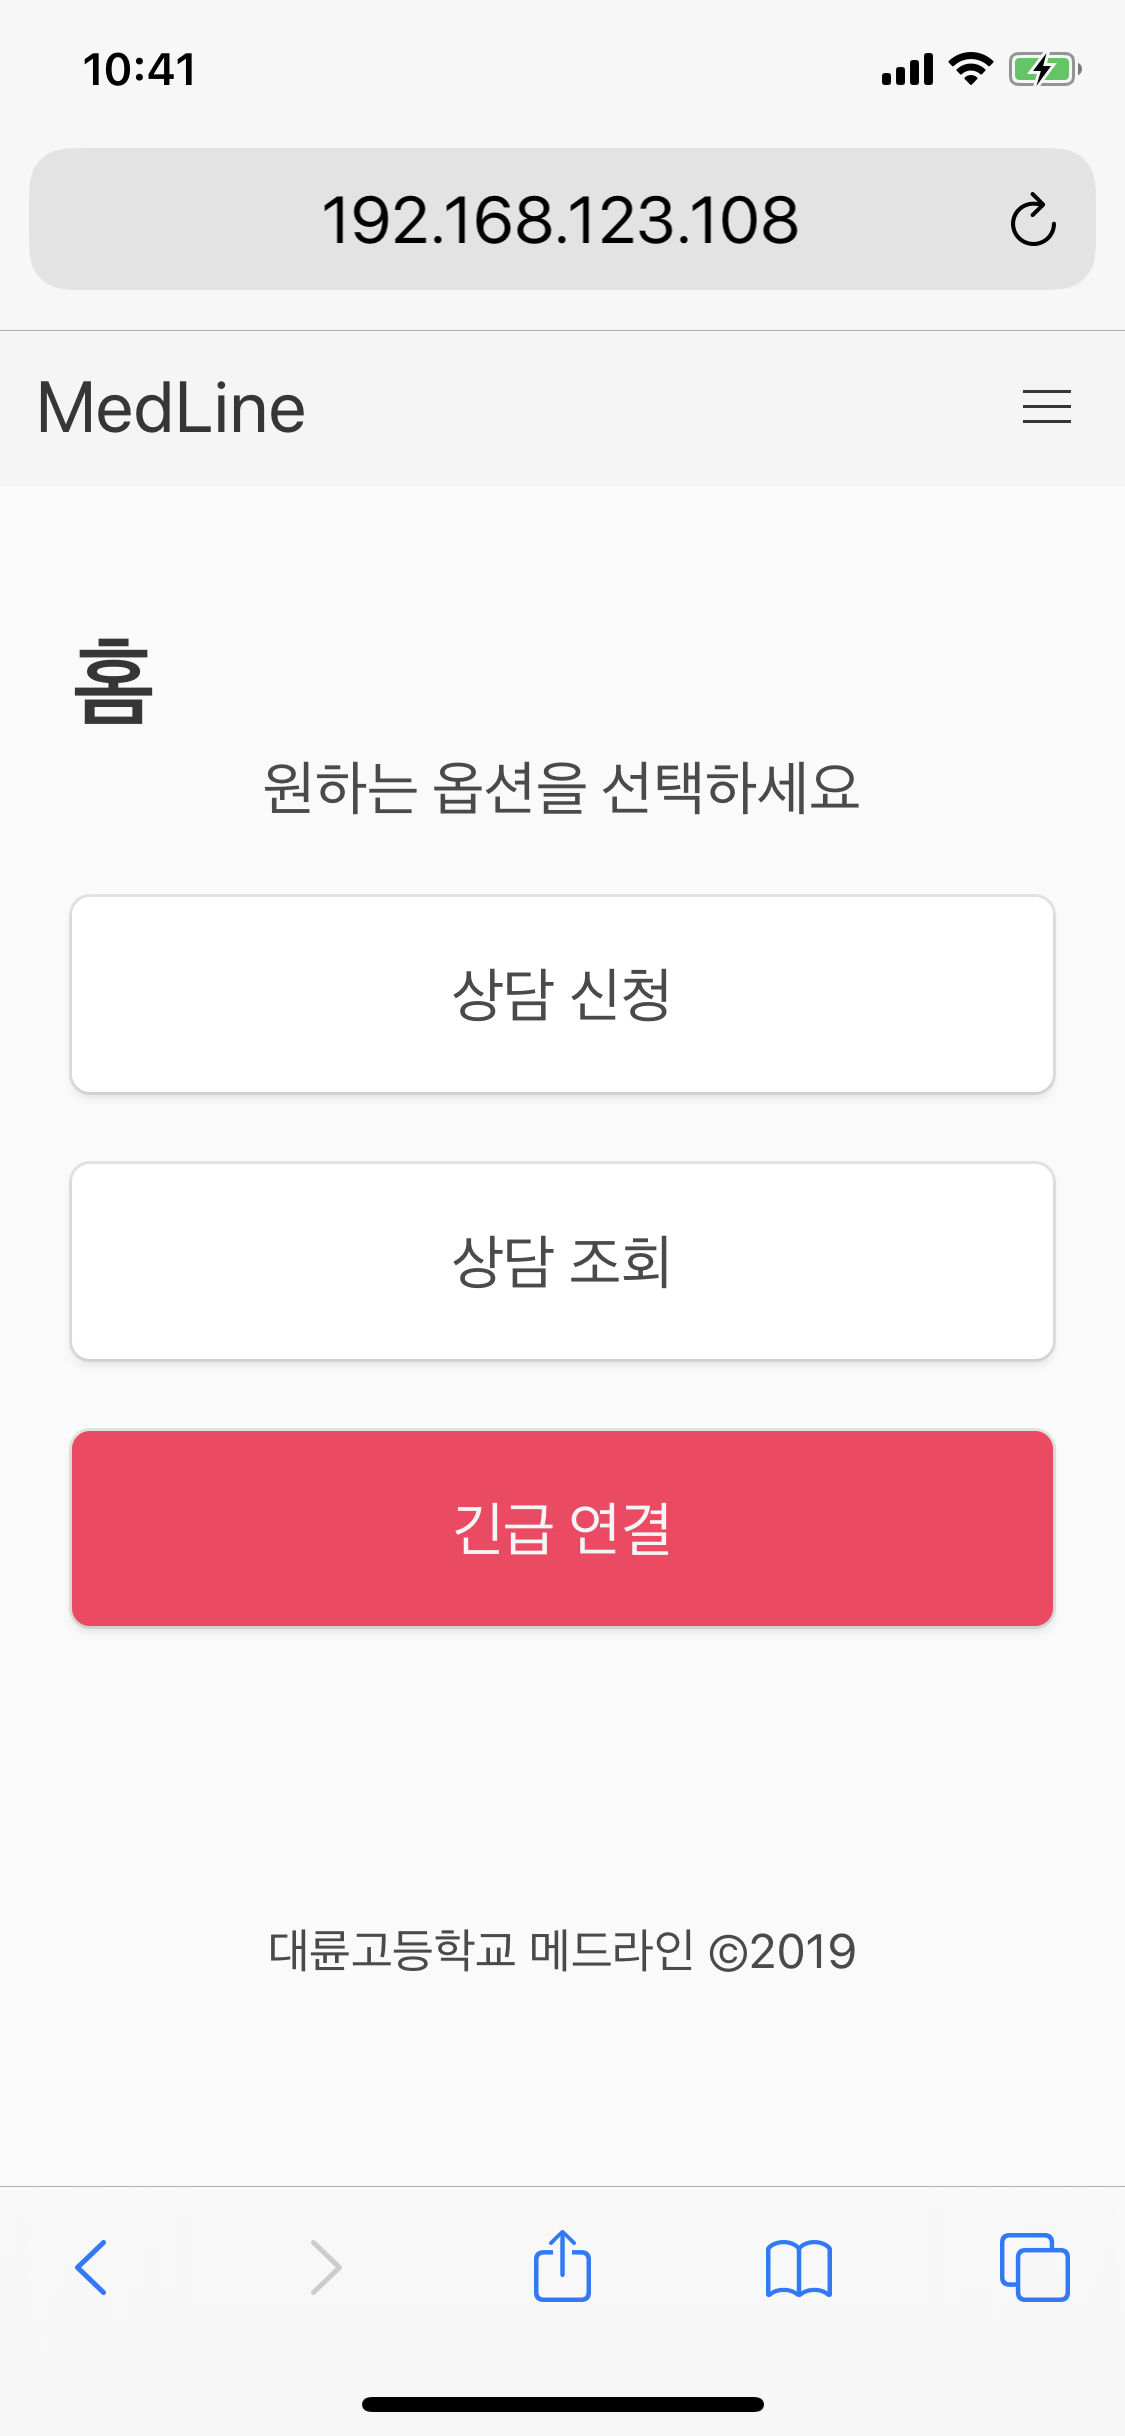 10:41
192.168.123.108
MedLine
홈
원하는 옵션을 선택하세요
상담 신청
상담 조회
긴급 연결
대륜고등학교 메드라인 ©2019